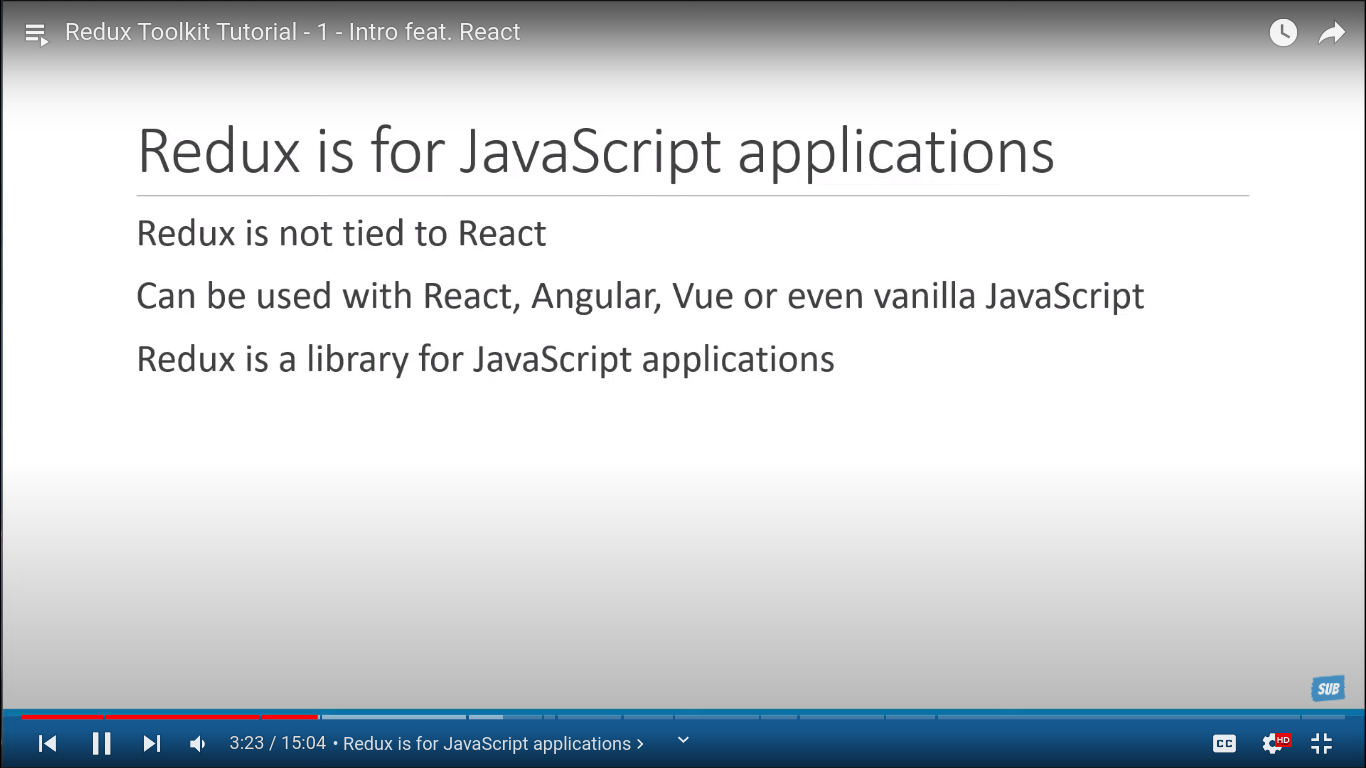 Redux Toolkit Tutorial - 1 - Intro feat. React
Redux is for JavaScript applications
Redux is not tied to React
Can be used with React, Angular, Vue or even vanilla JavaScript
Redux is a library for JavaScript applications
SUB
3:23 / 15:04 • Redux is for JavaScript applications
CC
HD